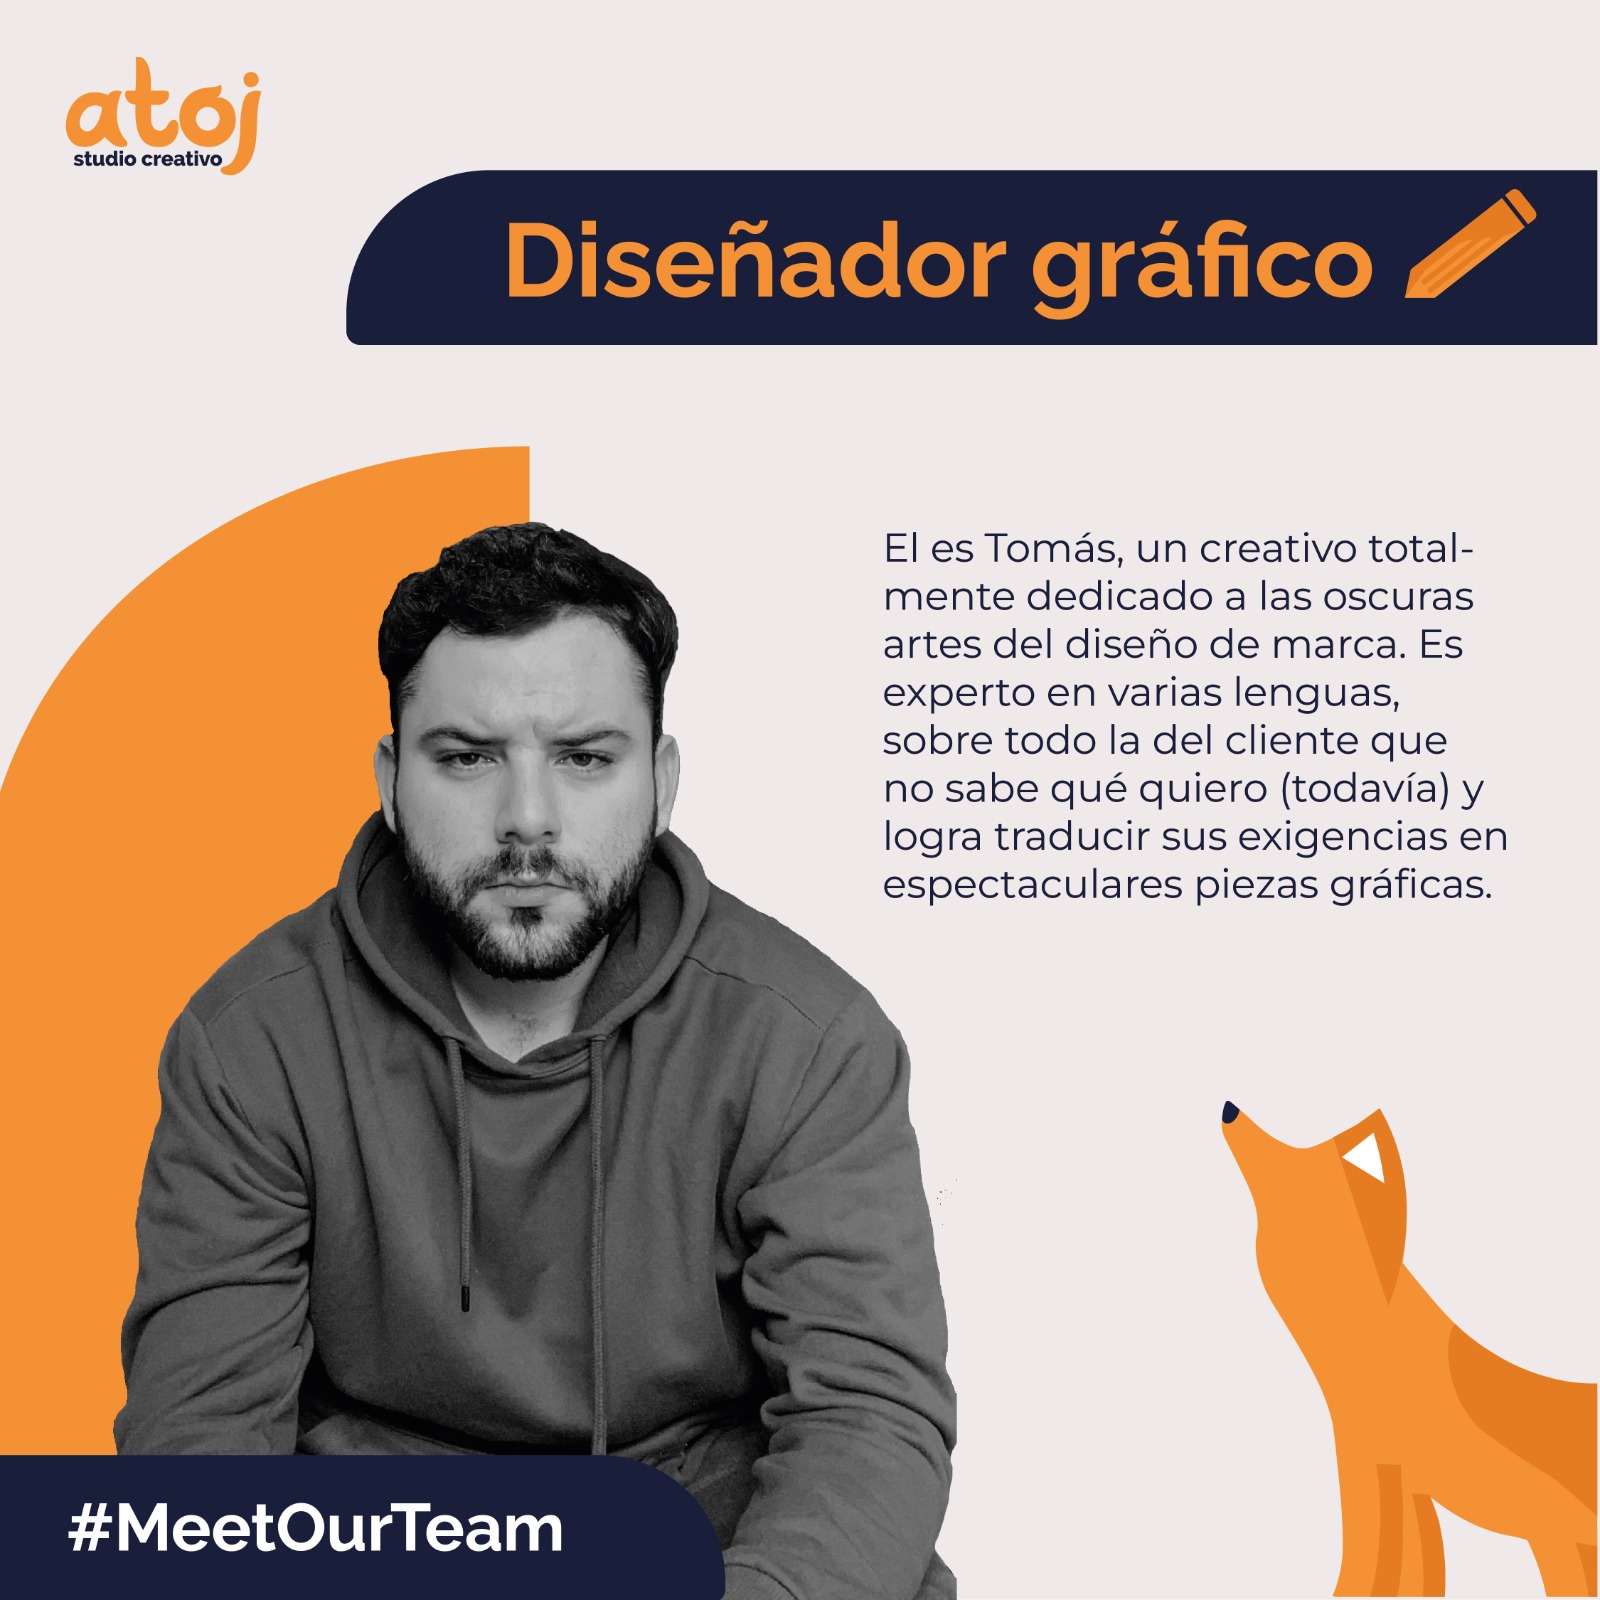 atoj
studio creativo
Diseñador gráfico
El es Tomás, un creativo total-
mente dedicado a las oscuras
artes del diseño de marca. Es
experto en varias lenguas,
sobre todo la del cliente que
no sabe qué quiero (todavía) y
logra traducir sus exigencias en
espectaculares piezas gráficas.
#MeetOurTeam